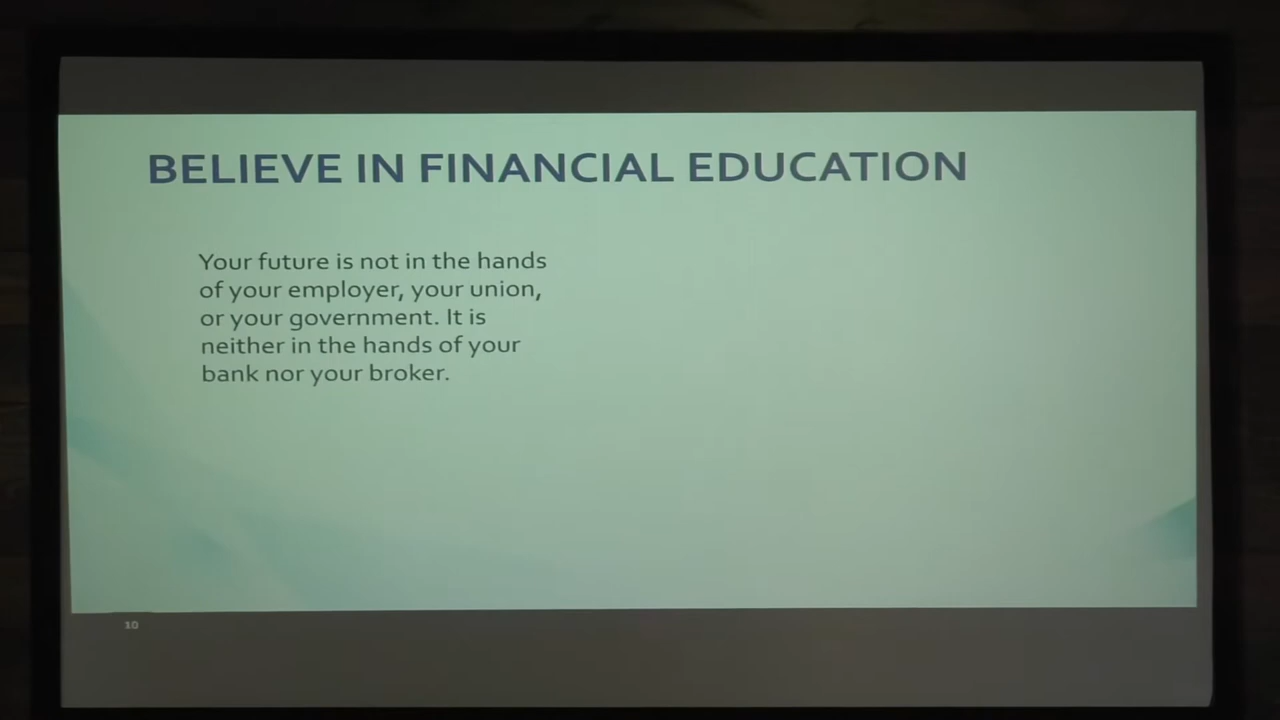 BELIEVE IN FINANCIAL EDUCATION
Your future is not in the hands
of your employer, your union,
or your government. It is
neither in the hands of your
bank nor your broker.
10